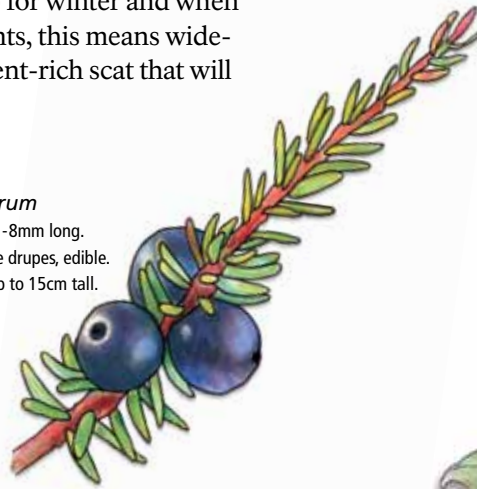 for winter and when
nts, this means wide-
ent-rich scat that will
rum
-8mm long.
e drupes, edible.
p to 15cm tall.